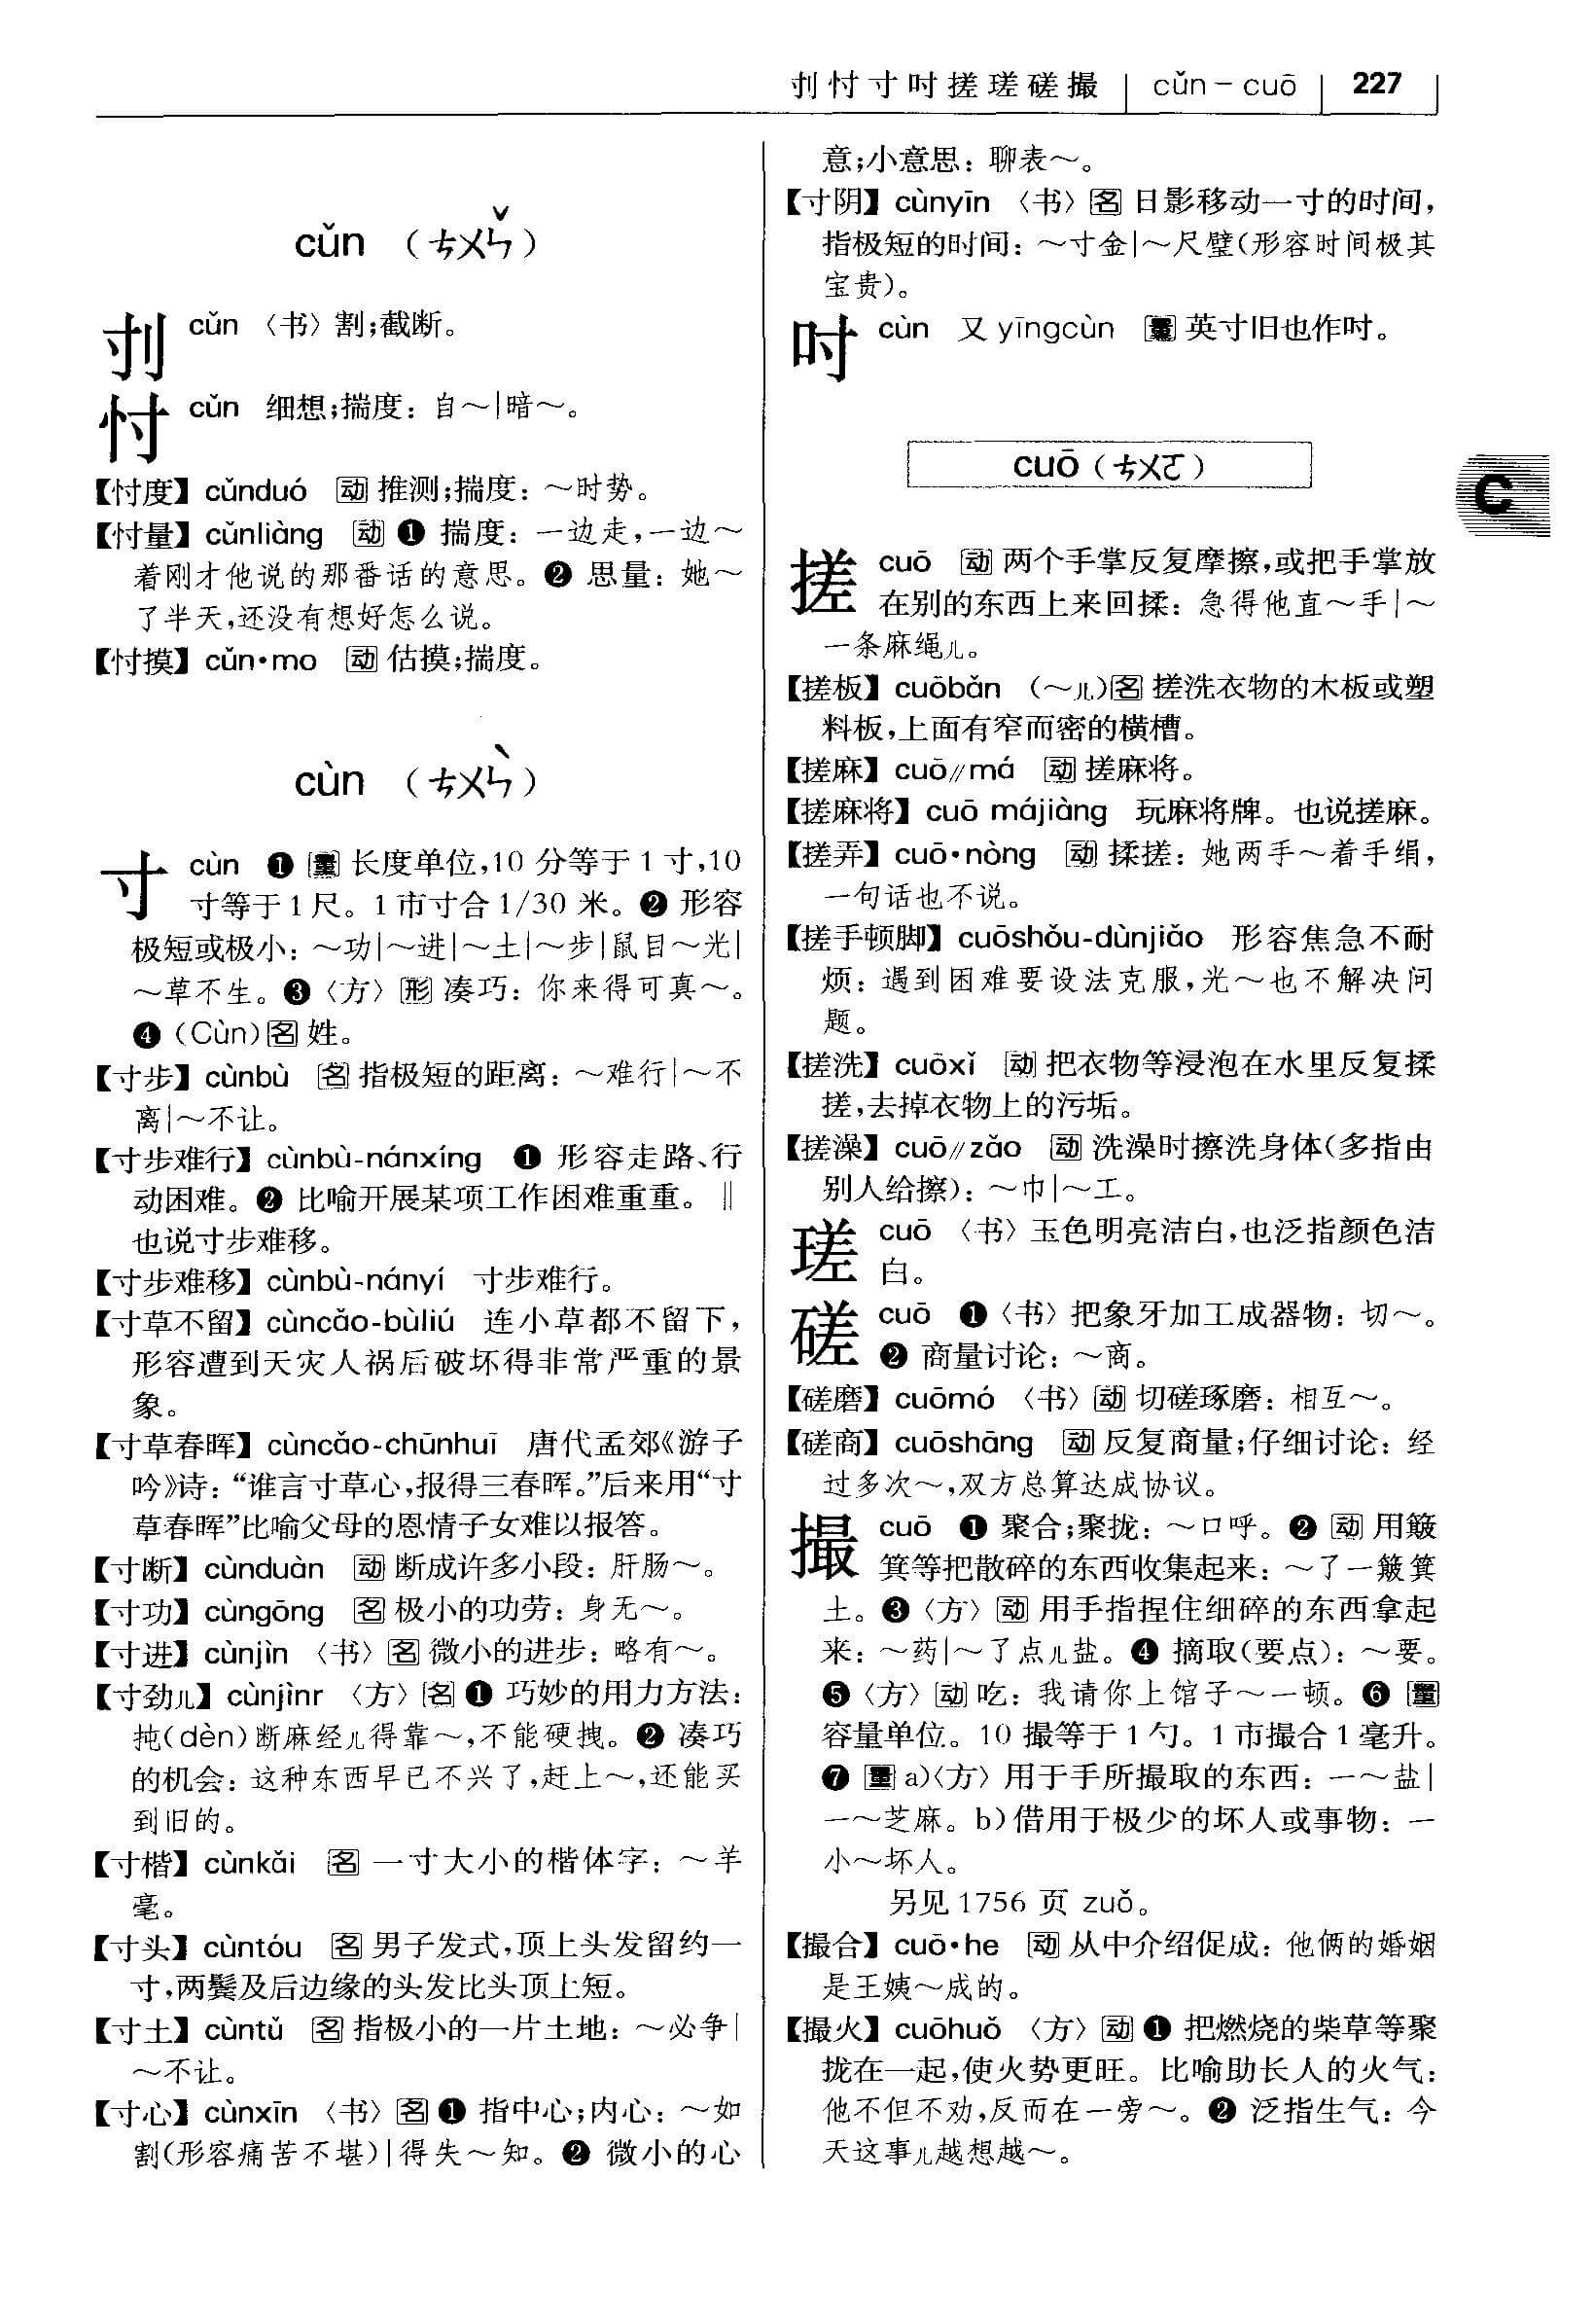 刌忖寸吋搓瑳磋撮 cǔn－cuō 227
cǔn （ㄘㄨㄣˇ）
刌 cǔn 〈书〉割；截断。
忖 cǔn 细想；揣度：自～|暗～。
【忖度】cǔnduó 动 推测；揣度：～时势。
【忖量】cǔnliàng 动 ❶ 揣度：一边走，一边～
着刚才他说的那番话的意思。❷ 思量：她～
了半天，还没有想好怎么说。
【忖摸】cǔn•mo 动 估摸；揣度。
cùn （ㄘㄨㄣˋ）
寸 cùn ❶ 量 长度单位，10 分等于 1 寸，10
寸等于 1 尺。1 市寸合 1/30 米。❷ 形容
极短或极小：～功|～进|～土|～步|鼠目～光|
～草不生。❸〈方〉形 凑巧：你来得可真～。
❹（Cùn）名 姓。
【寸步】cùnbù 名 指极短的距离：～难行|～不
离|～不让。
【寸步难行】cùnbù-nánxíng ❶ 形容走路、行
动困难。❷ 比喻开展某项工作困难重重。‖
也说寸步难移。
【寸步难移】cùnbù-nányí 寸步难行。
【寸草不留】cùncǎo-bùliú 连小草都不留下，
形容遭到天灾人祸后破坏得非常严重的景
象。
【寸草春晖】cùncǎo-chūnhuī 唐代孟郊《游子
吟》诗：“谁言寸草心，报得三春晖。”后来用“寸
草春晖”比喻父母的恩情子女难以报答。
【寸断】cùnduàn 动 断成许多小段：肝肠～。
【寸功】cùngōng 名 极小的功劳：身无～。
【寸进】cùnjìn 〈书〉名 微小的进步：略有～。
【寸劲儿】cùnjìnr 〈方〉名 ❶ 巧妙的用力方法：
扽（dèn）断麻经儿得靠～，不能硬拽。❷ 凑巧
的机会：这种东西早已不兴了，赶上～，还能买
到旧的。
【寸楷】cùnkǎi 名 一寸大小的楷体字：～羊
毫。
【寸头】cùntóu 名 男子发式，顶上头发留约一
寸，两鬓及后边缘的头发比头顶上短。
【寸土】cùntǔ 名 指极小的一片土地：～必争|
～不让。
【寸心】cùnxīn 〈书〉名 ❶ 指中心；内心：～如
割（形容痛苦不堪）|得失～知。❷ 微小的心
意；小意思：聊表～。
【寸阴】cùnyīn 〈书〉名 日影移动一寸的时间，
指极短的时间：～寸金|～尺璧（形容时间极其
宝贵）。
吋 cùn 又 yīngcùn 量 英寸旧也作吋。
cuō（ㄘㄨㄛ）
C
搓 cuō 动 两个手掌反复摩擦，或把手掌放
在别的东西上来回揉：急得他直～手|～
一条麻绳儿。
【搓板】cuōbǎn （～儿）名 搓洗衣物的木板或塑
料板，上面有窄而密的横槽。
【搓麻】cuō∥má 动 搓麻将。
【搓麻将】cuō májiàng 玩麻将牌。也说搓麻。
【搓弄】cuō•nòng 动 揉搓：她两手～着手绢，
一句话也不说。
【搓手顿脚】cuōshǒu-dùnjiǎo 形容焦急不耐
烦：遇到困难要设法克服，光～也不解决问
题。
【搓洗】cuōxǐ 动 把衣物等浸泡在水里反复揉
搓，去掉衣物上的污垢。
【搓澡】cuō∥zǎo 动 洗澡时擦洗身体（多指由
别人给擦）：～巾|～工。
瑳 cuō 〈书〉玉色明亮洁白，也泛指颜色洁
白。
磋 cuō ❶〈书〉把象牙加工成器物：切～。
❷ 商量讨论：～商。
【磋磨】cuōmó 〈书〉动 切磋琢磨：相互～。
【磋商】cuōshāng 动 反复商量；仔细讨论：经
过多次～，双方总算达成协议。
撮 cuō ❶ 聚合；聚拢：～口呼。❷ 动 用簸
箕等把散碎的东西收集起来：～了一簸箕
土。❸〈方〉动 用手指捏住细碎的东西拿起
来：～药|～了点儿盐。❹ 摘取（要点）：～要。
❺〈方〉动 吃：我请你上馆子～一顿。❻ 量
容量单位。10 撮等于 1 勺。1 市撮合 1 毫升。
❼ 量 a）〈方〉用于手所撮取的东西：一～盐|
一～芝麻。b）借用于极少的坏人或事物：一
小～坏人。
另见 1756 页 zuǒ。
【撮合】cuō•he 动 从中介绍促成：他俩的婚姻
是王姨～成的。
【撮火】cuōhuǒ 〈方〉动 ❶ 把燃烧的柴草等聚
拢在一起，使火势更旺。比喻助长人的火气：
他不但不劝，反而在一旁～。❷ 泛指生气：今
天这事儿越想越～。